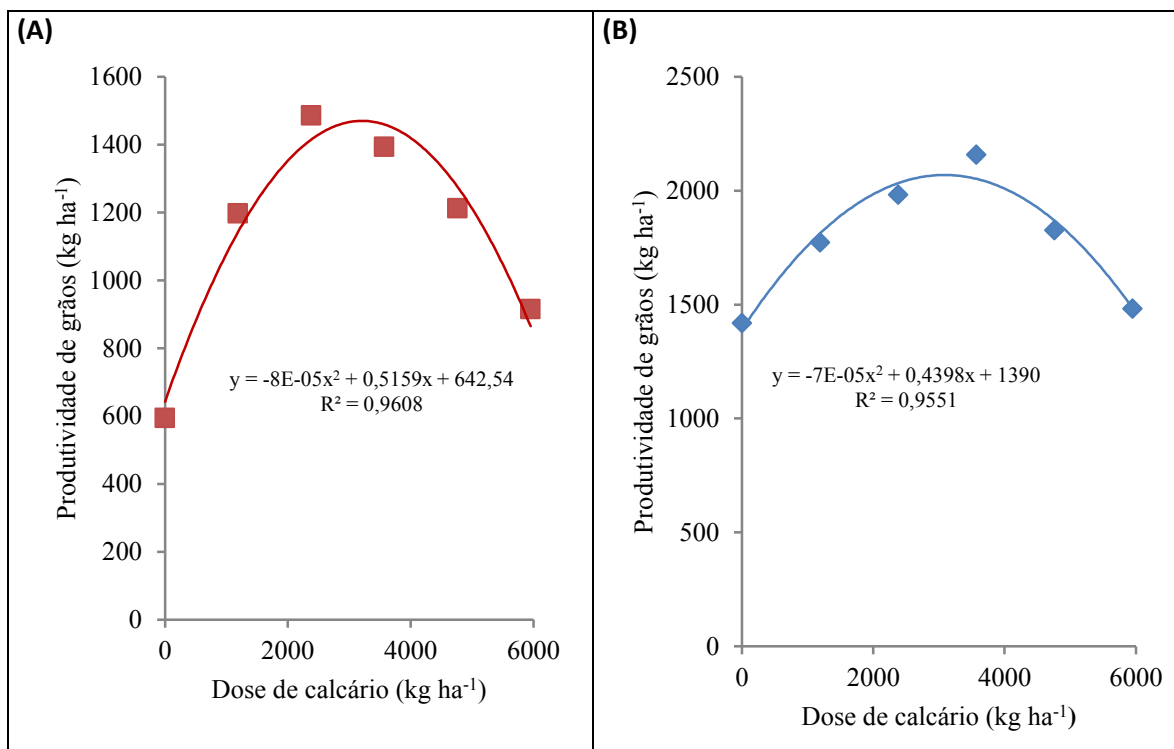 (A)
Produtividade de grãos (kg ha⁻¹)
1600
1400
1200
1000
800
600
400
200
0
y = -8E-05x² + 0,5159x + 642,54
R² = 0,9608
0 2000 4000 6000
Dose de calcário (kg ha⁻¹)
(B)
Produtividade de grãos (kg ha⁻¹)
2500
2000
1500
1000
500
0
y = -7E-05x² + 0,4398x + 1390
R² = 0,9551
0 2000 4000 6000
Dose de calcário (kg ha⁻¹)